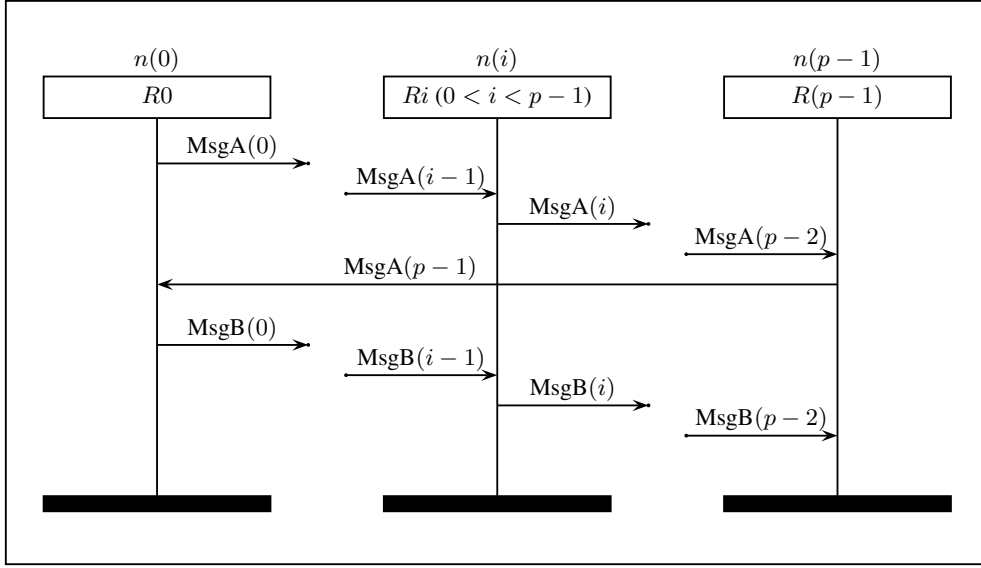 n(0) n(i) n(p − 1)
R0 Ri (0 < i < p − 1) R(p − 1)
MsgA(0)
MsgA(i − 1)
MsgA(i)
MsgA(p − 2)
MsgA(p − 1)
MsgB(0)
MsgB(i − 1)
MsgB(i)
MsgB(p − 2)